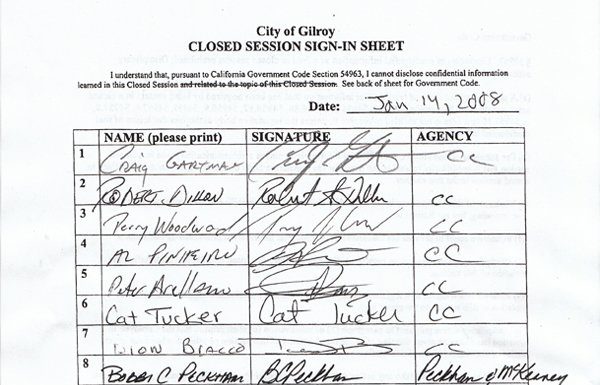 City of Gilroy
CLOSED SESSION SIGN-IN SHEET
I understand that, pursuant to California Government Code Section 54963, I cannot disclose confidential information
learned in this Closed Session and related to the topic of this Closed Session. See back of sheet for Government Code.
Date: Jan 14, 2008
NAME (please print) SIGNATURE AGENCY
1 CRAIG GARTMAN CC
2 ROBERT. DILLON Robert Dillon CC
3 Perry Woodward CC
4 AL PINHEIRO CC
5 Peter Arellano CC
6 Cat Tucker Cat Tucker CC
7 DION BRACCO CC
8 BOBBI C PECKHAM BC Peckham Peckham & McKenney